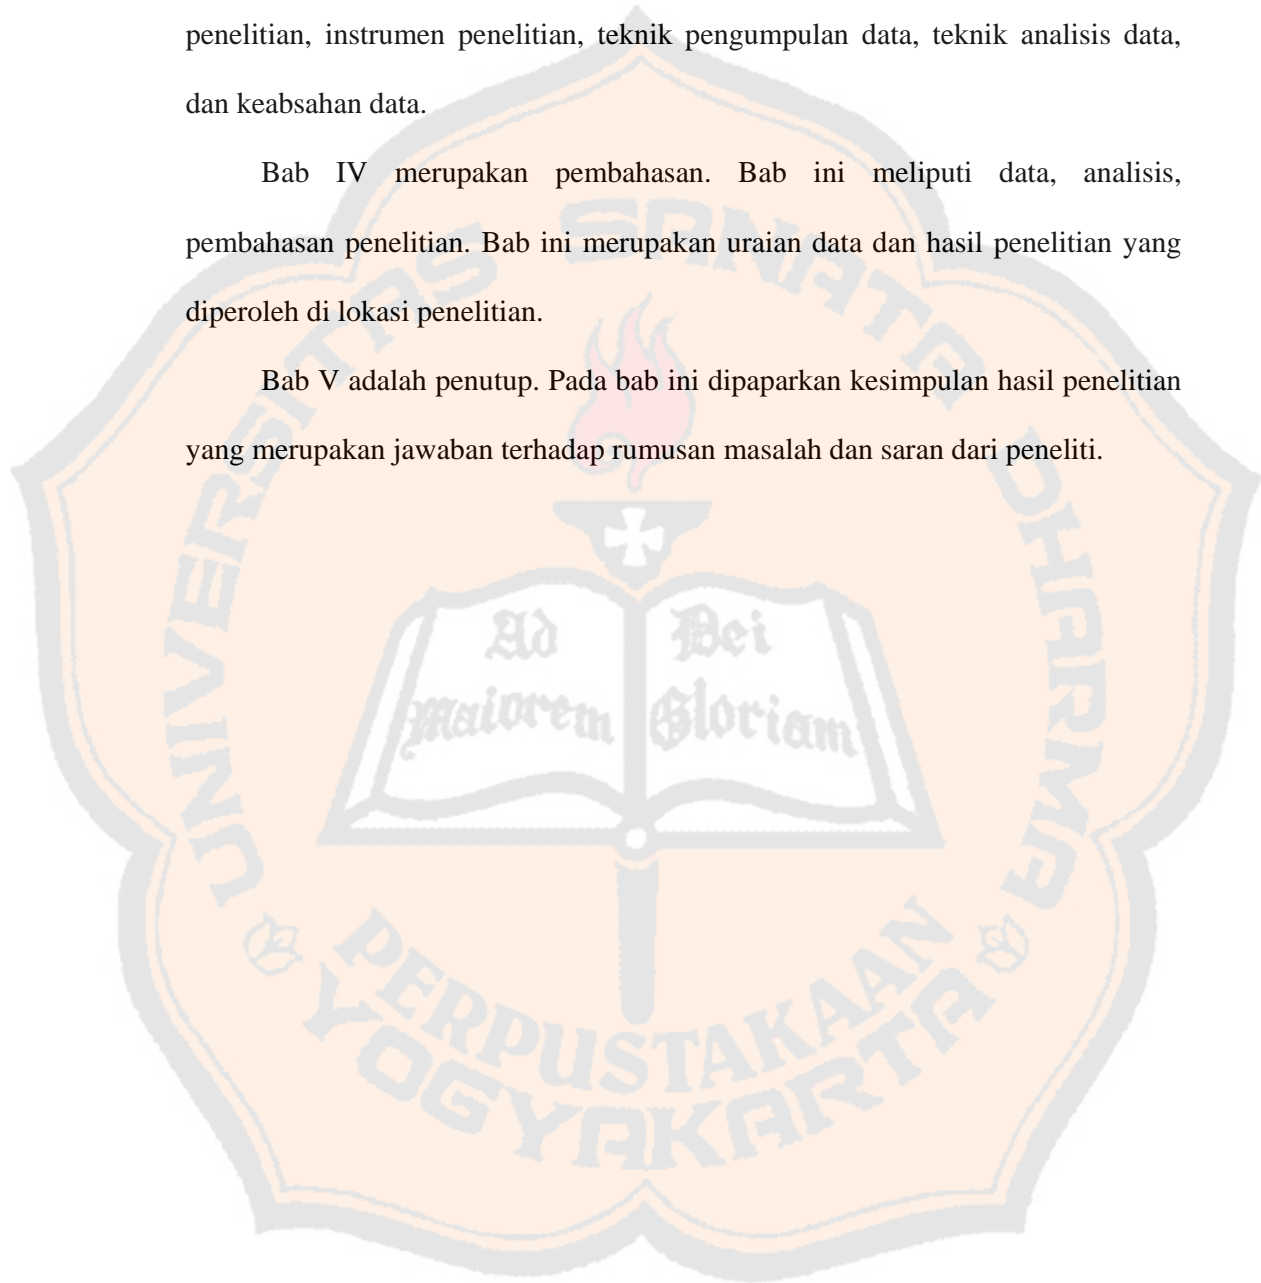 penelitian, instrumen penelitian, teknik pengumpulan data, teknik analisis data,
dan keabsahan data.
Bab IV merupakan pembahasan. Bab ini meliputi data, analisis,
pembahasan penelitian. Bab ini merupakan uraian data dan hasil penelitian yang
diperoleh di lokasi penelitian.
Bab V adalah penutup. Pada bab ini dipaparkan kesimpulan hasil penelitian
yang merupakan jawaban terhadap rumusan masalah dan saran dari peneliti.
UNIVERSITAS SANATA DHARMA
Ad
maiorem
Dei
Gloriam
PERPUSTAKAAN
YOGYAKARTA